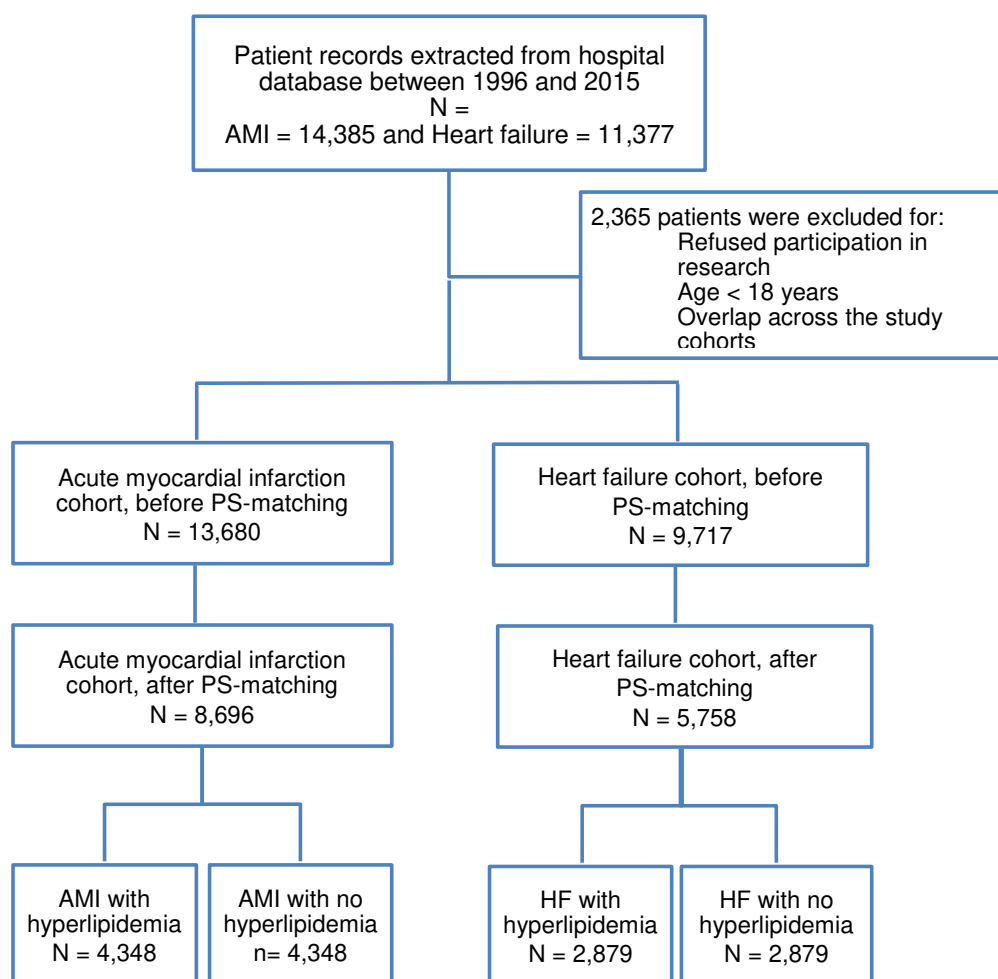 Patient records extracted from hospital
database between 1996 and 2015
N =
AMI = 14,385 and Heart failure = 11,377
2,365 patients were excluded for:
Refused participation in
research
Age < 18 years
Overlap across the study
cohorts
Acute myocardial infarction
cohort, before PS-matching
N = 13,680
Heart failure cohort, before
PS-matching
N = 9,717
Acute myocardial infarction
cohort, after PS-matching
N = 8,696
Heart failure cohort, after
PS-matching
N = 5,758
AMI with
hyperlipidemia
N = 4,348
AMI with no
hyperlipidemia
n= 4,348
HF with
hyperlipidemia
N = 2,879
HF with no
hyperlipidemia
N = 2,879